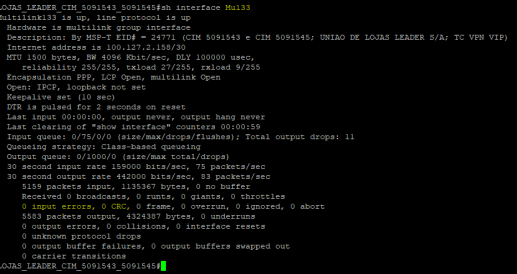 LOJAS_LEADER_CIM_5091543_5091545#sh interface Mul33
Multilink133 is up, line protocol is up
Hardware is multilink group interface
Description: By MSP-T EID# = 24771 (CIM 5091543 e CIM 5091545; UNIAO DE LOJAS LEADER S/A; TC VPN VIP)
Internet address is 100.127.2.158/30
MTU 1500 bytes, BW 4096 Kbit/sec, DLY 100000 usec,
reliability 255/255, txload 27/255, rxload 9/255
Encapsulation PPP, LCP Open, multilink Open
Open: IPCP, loopback not set
Keepalive set (10 sec)
DTR is pulsed for 2 seconds on reset
Last input 00:00:00, output never, output hang never
Last clearing of "show interface" counters 00:00:59
Input queue: 0/75/0/0 (size/max/drops/flushes); Total output drops: 11
Queueing strategy: Class-based queueing
Output queue: 0/1000/0 (size max total/drops)
30 second input rate 159000 bits/sec, 75 packets/sec
30 second output rate 442000 bits/sec, 83 packets/sec
5159 packets input, 1135367 bytes, 0 no buffer
Received 0 broadcasts, 0 runts, 0 giants, 0 throttles
0 input errors, 0 CRC, 0 frame, 0 overrun, 0 ignored, 0 abort
5583 packets output, 4324387 bytes, 0 underruns
0 output errors, 0 collisions, 0 interface resets
0 unknown protocol drops
0 output buffer failures, 0 output buffers swapped out
0 carrier transitions
LOJAS_LEADER_CIM_5091543_5091545#